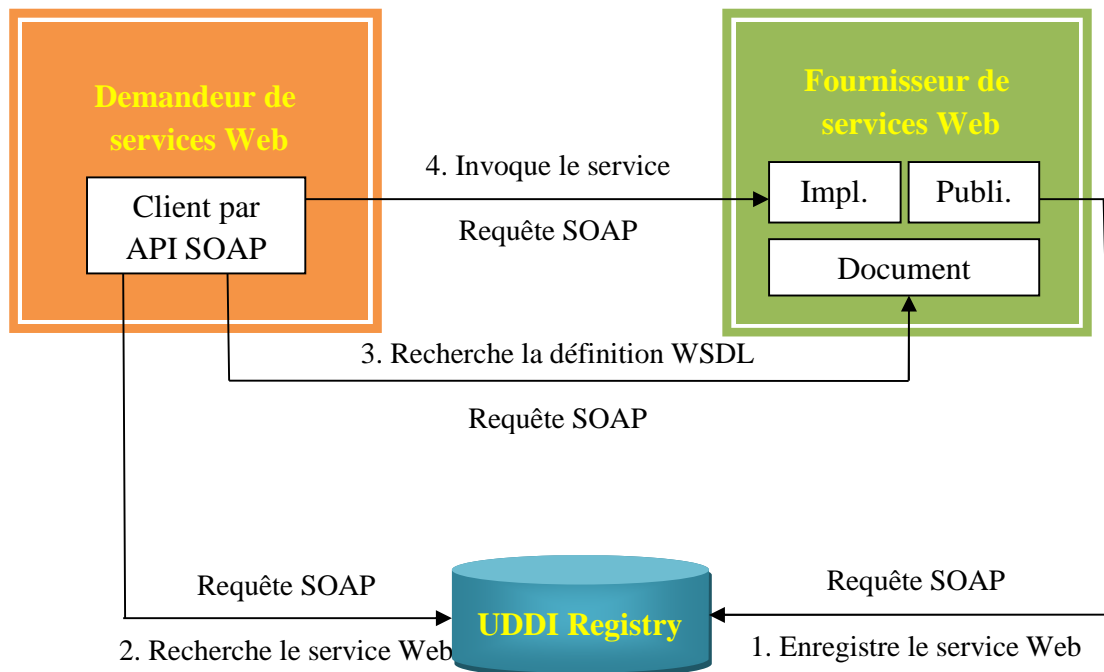 Demandeur de
services Web
Client par
API SOAP
4. Invoque le service
Requête SOAP
Fournisseur de
services Web
Impl.
Publi.
Document
3. Recherche la définition WSDL
Requête SOAP
Requête SOAP
2. Recherche le service Web
UDDI Registry
Requête SOAP
1. Enregistre le service Web